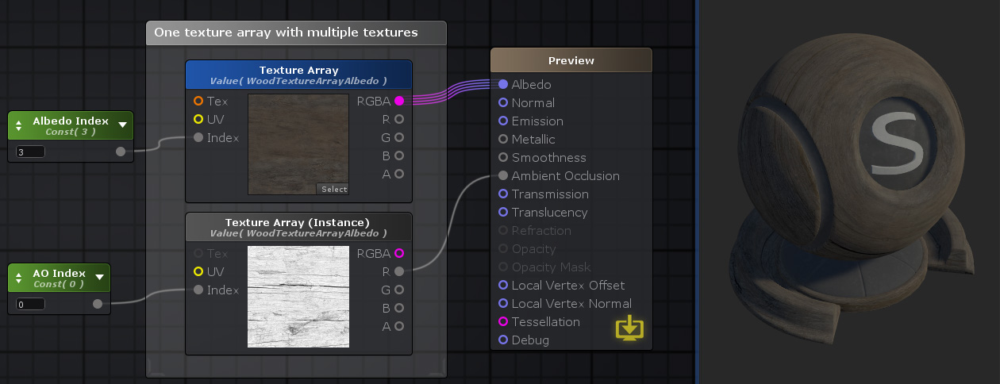 One texture array with multiple textures
Albedo Index
Const( 3 )
3
AO Index
Const( 0 )
0
Texture Array
Value( WoodTextureArrayAlbedo )
Tex
UV
Index
RGBA
R
G
B
A
Select
Texture Array (Instance)
Value( WoodTextureArrayAlbedo )
Tex
UV
Index
RGBA
R
G
B
A
Preview
Albedo
Normal
Emission
Metallic
Smoothness
Ambient Occlusion
Transmission
Translucency
Refraction
Opacity
Opacity Mask
Local Vertex Offset
Local Vertex Normal
Tessellation
Debug
S